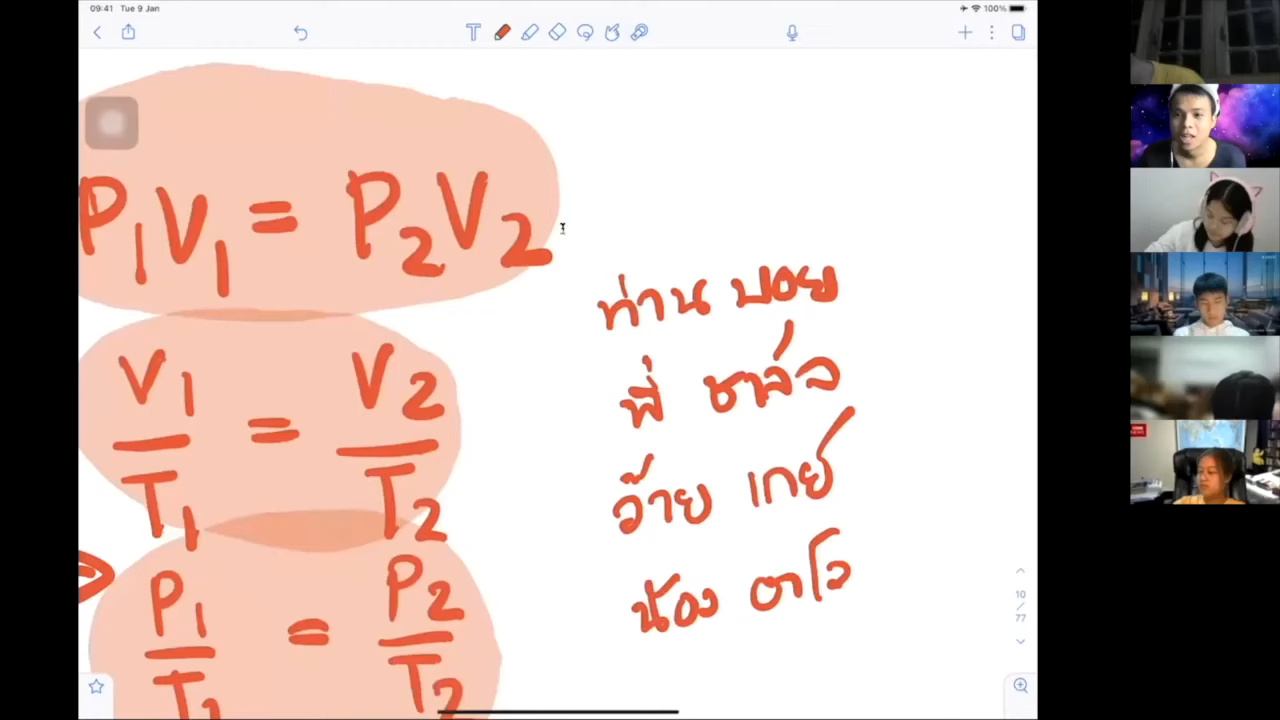 09:41 Tue 9 Jan
100%
P₁V₁ = P₂V₂
V₁/T₁ = V₂/T₂
P₁/T₁ = P₂/T₂
ท่าน บอย
พี่ ชาล์ล
อ๊าย เกย์
น้อง อาโว
10
/
77